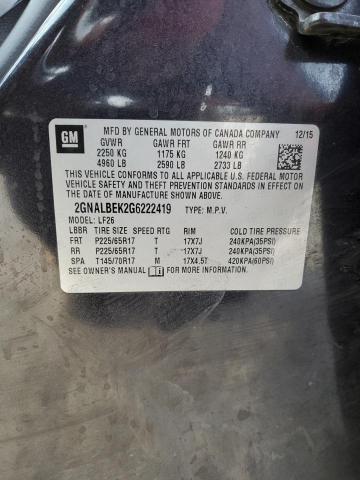 GM
MFD BY GENERAL MOTORS OF CANADA COMPANY 12/15
GVWR GAWR FRT GAWR RR
2250 KG 1175 KG 1240 KG
4960 LB 2590 LB 2733 LB
THIS VEHICLE CONFORMS TO ALL APPLICABLE U.S. FEDERAL MOTOR
VEHICLE SAFETY, BUMPER, AND THEFT PREVENTION STANDARDS
IN EFFECT ON THE DATE OF MANUFACTURE SHOWN ABOVE.
2GNALBEK2G6222419 TYPE: M.P.V.
MODEL: LF26
LBBR TIRE SIZE SPEED RTG RIM COLD TIRE PRESSURE
FRT P225/65R17 T 17X7J 240KPA(35PSI)
RR P225/65R17 T 17X7J 240KPA(35PSI)
SPA T145/70R17 M 17X4.5T 420KPA(60PSI)
SEE OWNER'S MANUAL FOR ADDITIONAL INFORMATION.